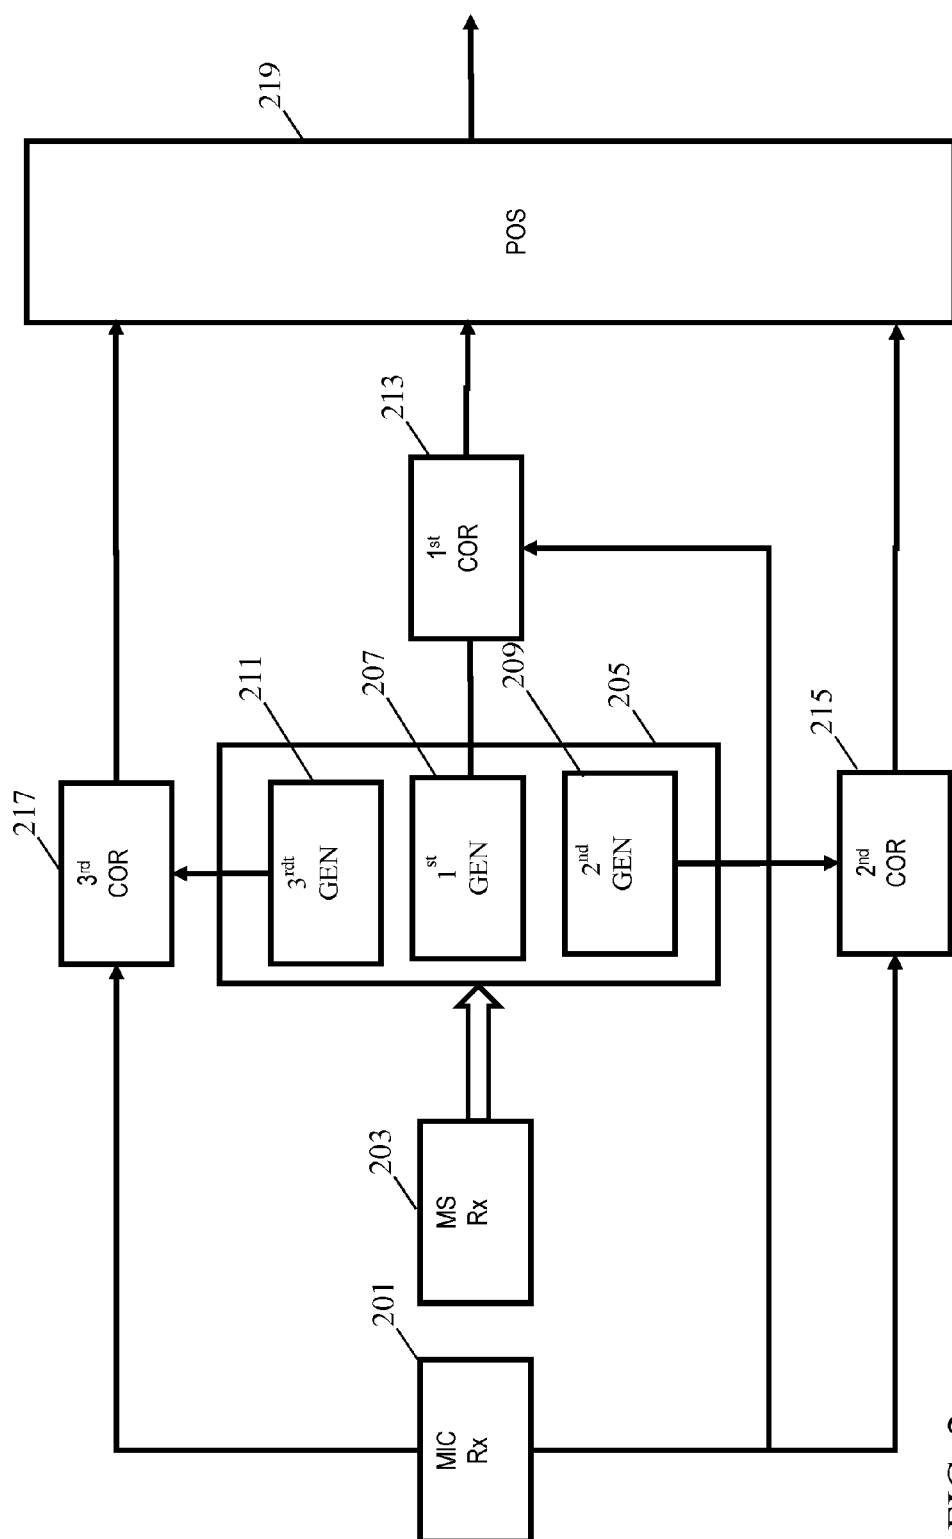 217
3rd
COR
219
211
3rdt
GEN
207
213
201
203
MIC
Rx
MS
Rx
1st
GEN
1st
COR
POS
209
2nd
GEN
205
215
2nd
COR
FIG.